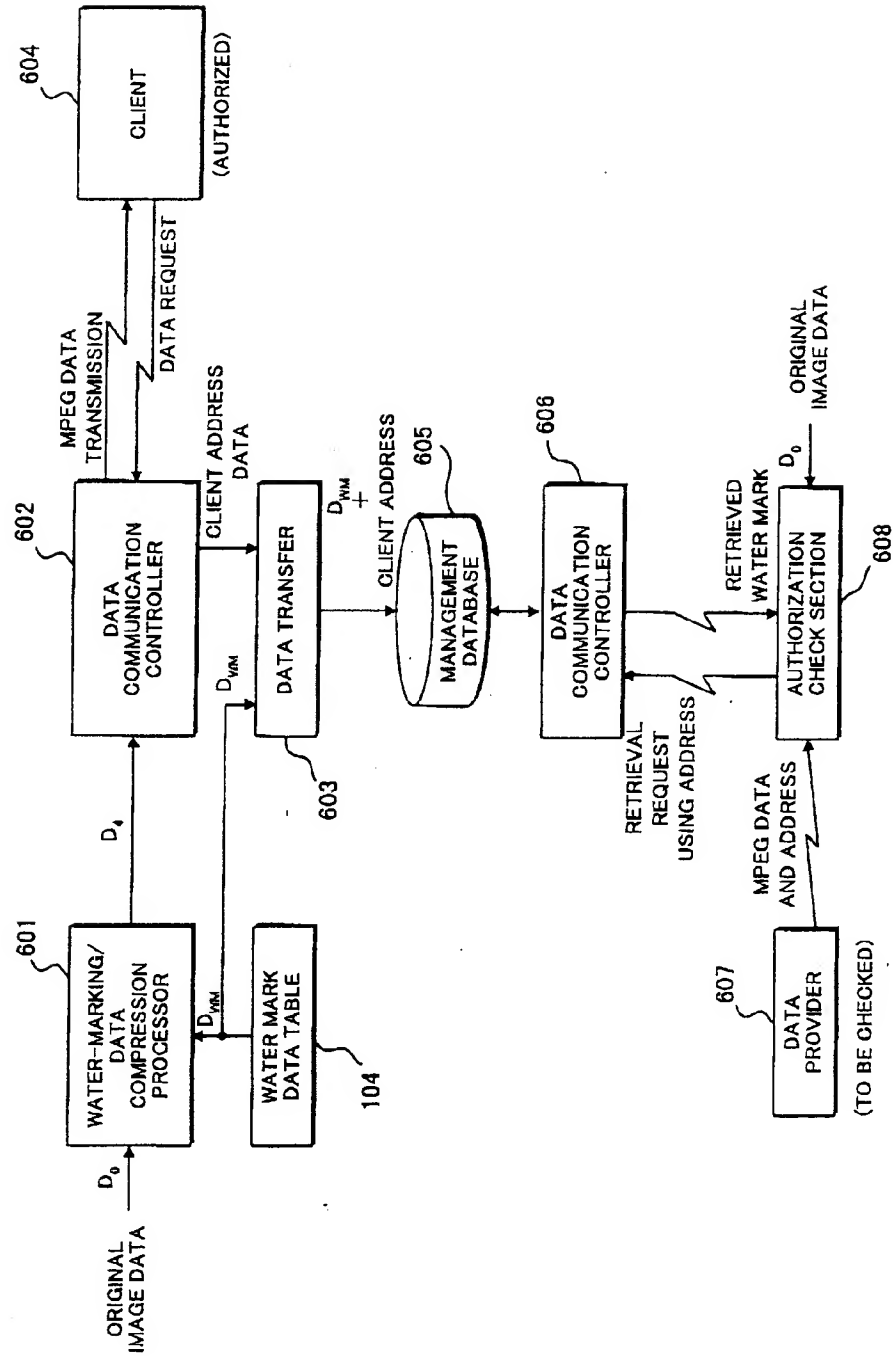 ORIGINAL
IMAGE DATA
D0
601
WATER-MARKING/
DATA
COMPRESSION
PROCESSOR
DWM
WATER MARK
DATA TABLE
104
D4
602
DATA
COMMUNICATION
CONTROLLER
MPEG DATA
TRANSMISSION
DATA REQUEST
604
CLIENT
(AUTHORIZED)
CLIENT ADDRESS
DATA
DWM
DATA TRANSFER
603
DWM
+
CLIENT ADDRESS
605
MANAGEMENT
DATABASE
606
DATA
COMMUNICATION
CONTROLLER
RETRIEVAL
REQUEST
USING ADDRESS
RETRIEVED
WATER MARK
607
DATA
PROVIDER
(TO BE CHECKED)
MPEG DATA
AND ADDRESS
AUTHORIZATION
CHECK SECTION
608
D0
ORIGINAL
IMAGE DATA